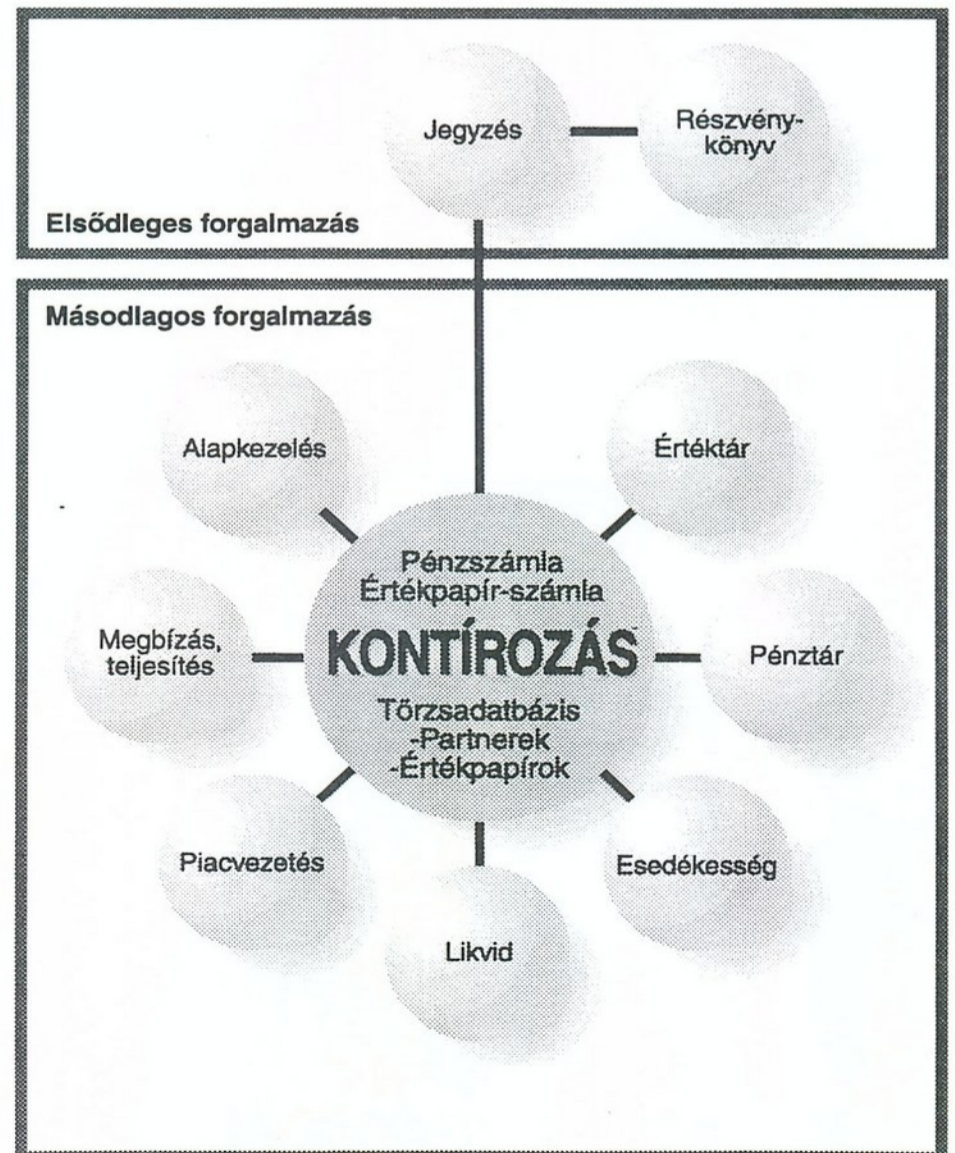 Jegyzés
Részvény-
könyv
Elsődleges forgalmazás
Másodlagos forgalmazás
Alapkezelés
Értéktár
Pénzszámla
Értékpapír-számla
KONTÍROZÁS
Törzsadatbázis
-Partnerek
-Értékpapírok
Megbízás,
teljesítés
Pénztár
Piacvezetés
Esedékesség
Likvid